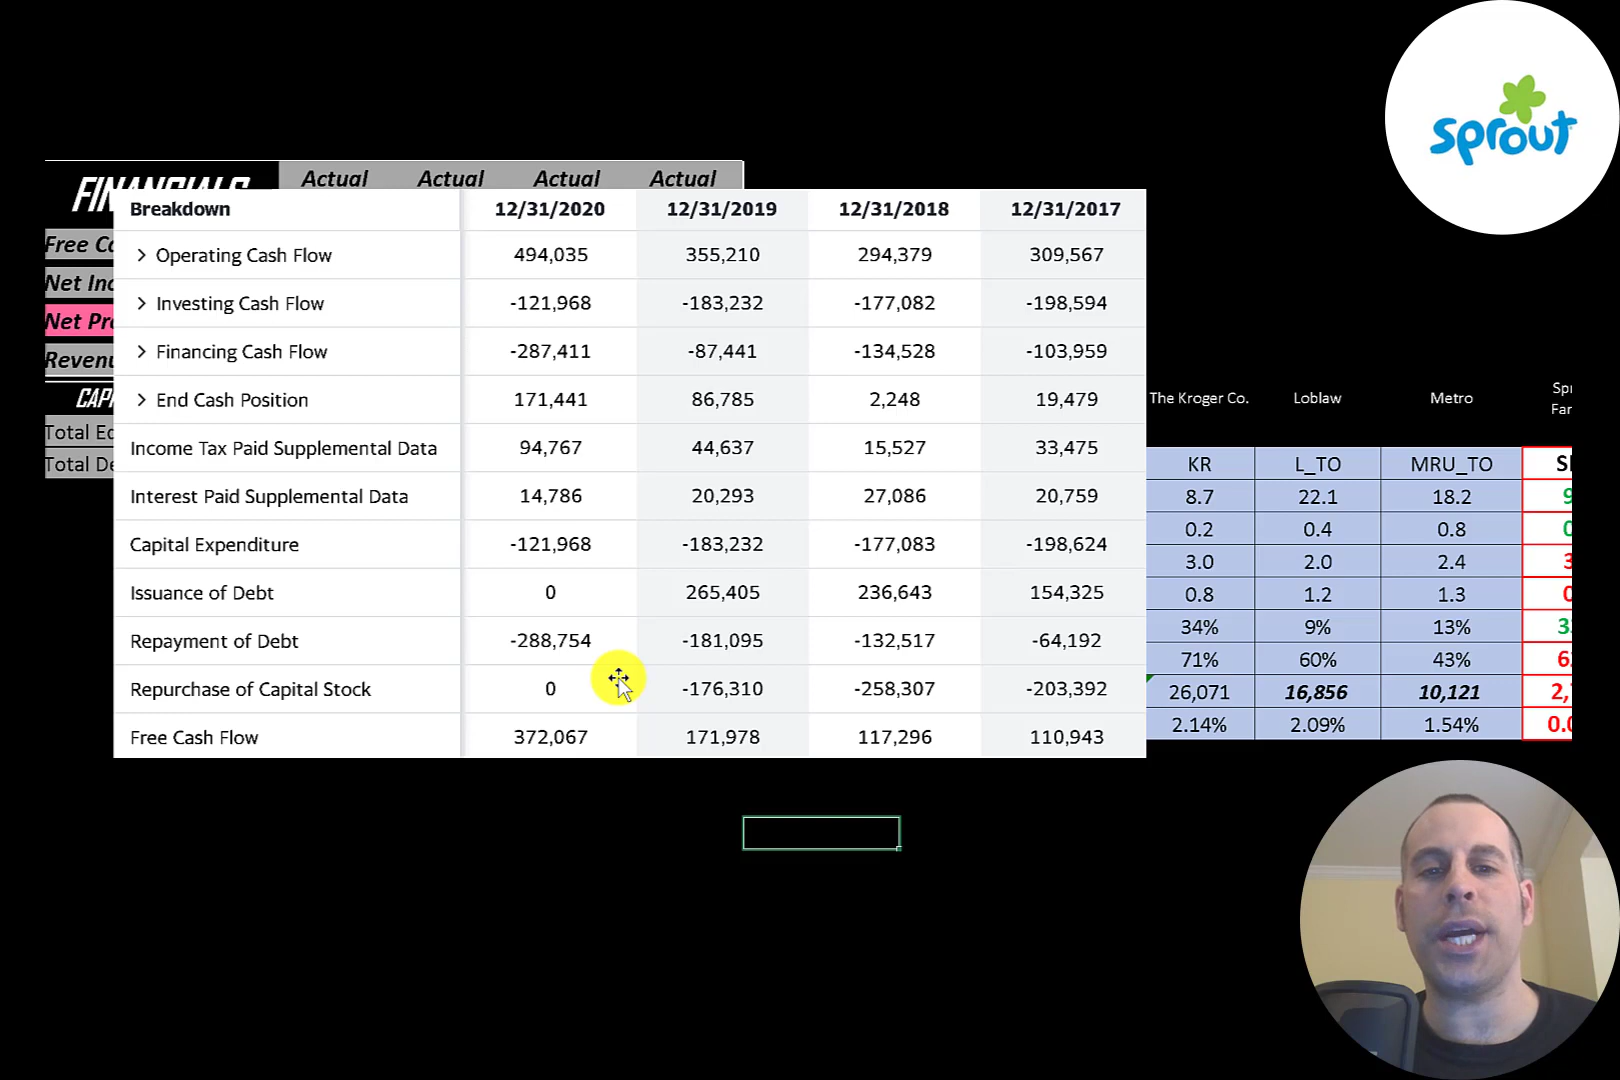 sprout
FINANCIALS Actual Actual Actual Actual
Breakdown 12/31/2020 12/31/2019 12/31/2018 12/31/2017
Free
Operating Cash Flow 494,035 355,210 294,379 309,567
Net
Investing Cash Flow -121,968 -183,232 -177,082 -198,594
Net
Financing Cash Flow -287,411 -87,441 -134,528 -103,959
End Cash Position 171,441 86,785 2,248 19,479
The Kroger Co. Loblaw Metro
Total
Income Tax Paid Supplemental Data 94,767 44,637 15,527 33,475
Total
KR L_TO MRU_TO
Interest Paid Supplemental Data 14,786 20,293 27,086 20,759
8.7 22.1 18.2
0.2 0.4 0.8
Capital Expenditure -121,968 -183,232 -177,083 -198,624
3.0 2.0 2.4
Issuance of Debt 0 265,405 236,643 154,325
0.8 1.2 1.3
34% 9% 13%
Repayment of Debt -288,754 -181,095 -132,517 -64,192
71% 60% 43%
Repurchase of Capital Stock 0 -176,310 -258,307 -203,392
26,071 16,856 10,121
2.14% 2.09% 1.54%
Free Cash Flow 372,067 171,978 117,296 110,943